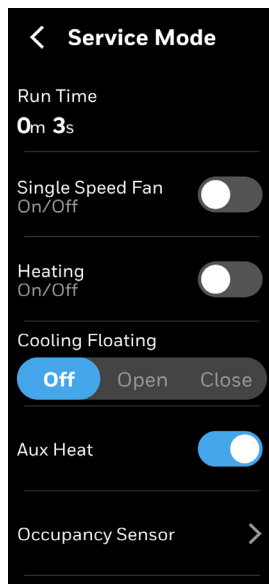 Service Mode
Run Time
0m 3s
Single Speed Fan
On/Off
Heating
On/Off
Cooling Floating
Off Open Close
Aux Heat
Occupancy Sensor